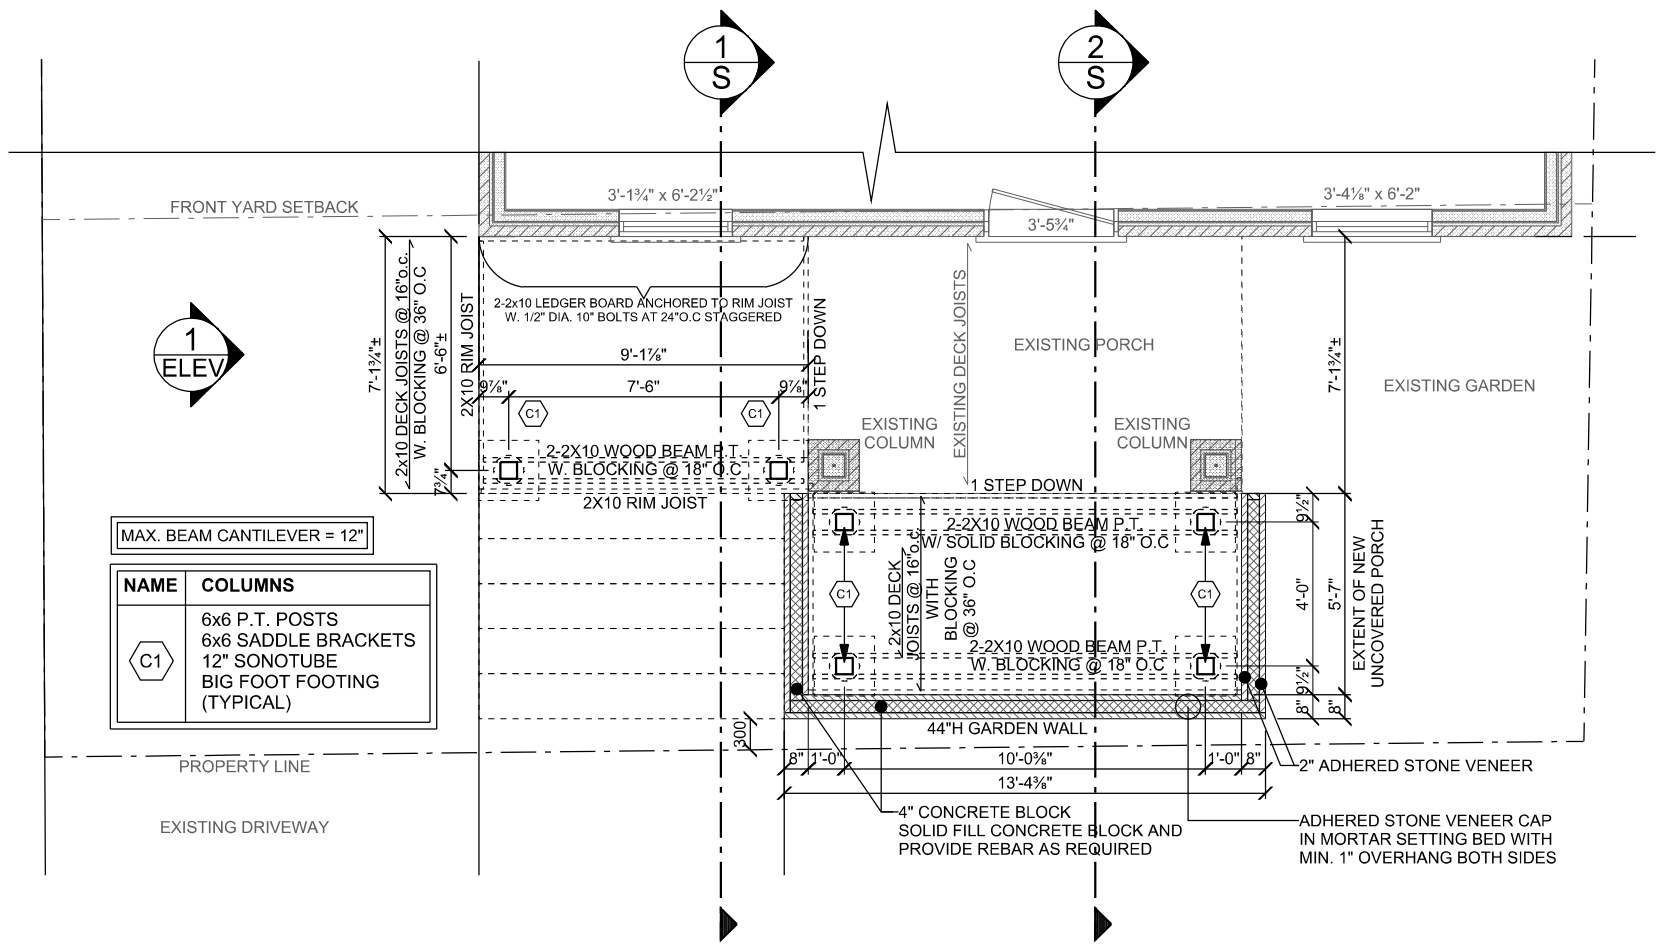 1
S
2
S
3'-1¾" x 6'-2½"
3'-5¾"
3'-4⅛" x 6'-2"
FRONT YARD SETBACK
1
ELEV
7'-1¾"±
2x10 DECK JOISTS @ 16"o.c.
W. BLOCKING @ 36" O.C
6'-6"±
7¾"
2X10 RIM JOIST
2-2x10 LEDGER BOARD ANCHORED TO RIM JOIST
W. 1/2" DIA. 10" BOLTS AT 24"O.C STAGGERED
9'-1⅞"
9⅞"
7'-6"
9⅞"
C1
C1
1 STEP DOWN
2-2X10 WOOD BEAM P.T.
W. BLOCKING @ 18" O.C
2X10 RIM JOIST
EXISTING DECK JOISTS
EXISTING PORCH
EXISTING
COLUMN
EXISTING
COLUMN
7'-1¾"±
EXISTING GARDEN
1 STEP DOWN
2-2X10 WOOD BEAM P.T.
W/ SOLID BLOCKING @ 18" O.C
C1
2x10 DECK
JOISTS @ 16"o.c.
WITH
BLOCKING
@ 36" O.C
C1
2-2X10 WOOD BEAM P.T.
W. BLOCKING @ 18" O.C
9½"
4'-0"
9½"
8"
5'-7"
8"
EXTENT OF NEW
UNCOVERED PORCH
MAX. BEAM CANTILEVER = 12"
NAME
COLUMNS
C1
6x6 P.T. POSTS
6x6 SADDLE BRACKETS
12" SONOTUBE
BIG FOOT FOOTING
(TYPICAL)
44"H GARDEN WALL
300
PROPERTY LINE
8"
1'-0"
10'-0⅜"
1'-0"
8"
13'-4⅜"
2" ADHERED STONE VENEER
EXISTING DRIVEWAY
4" CONCRETE BLOCK
SOLID FILL CONCRETE BLOCK AND
PROVIDE REBAR AS REQUIRED
ADHERED STONE VENEER CAP
IN MORTAR SETTING BED WITH
MIN. 1" OVERHANG BOTH SIDES